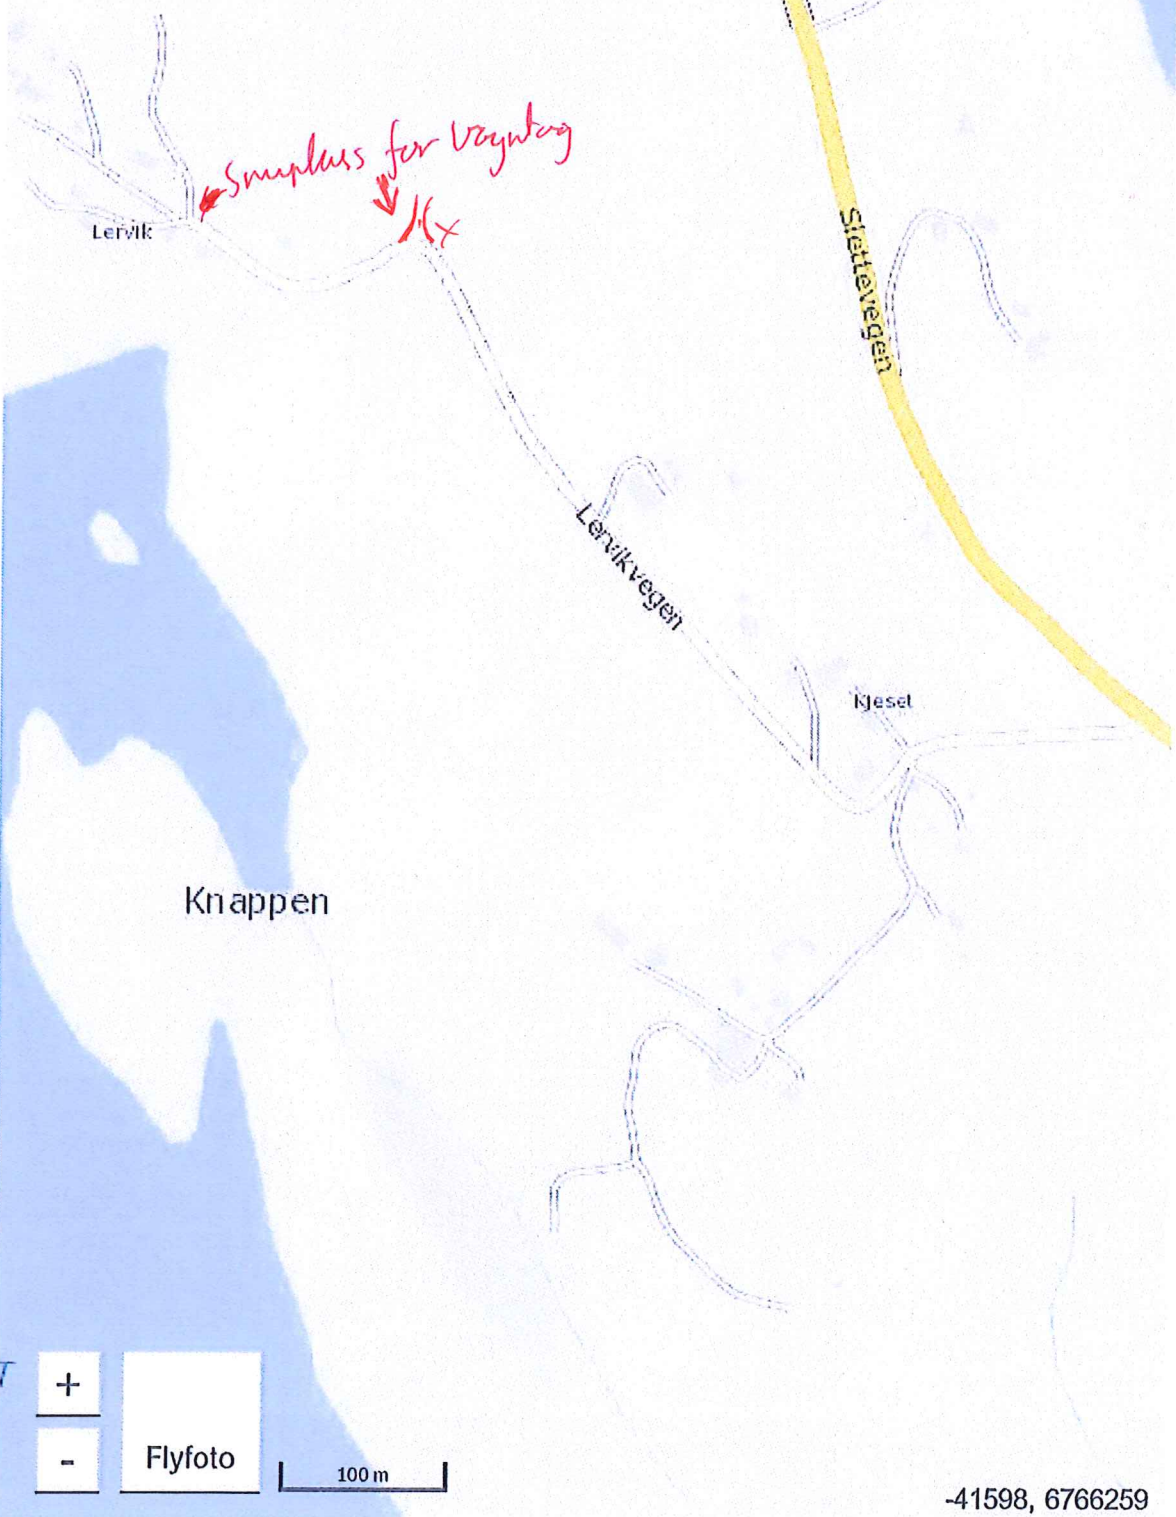 Snuplass for Vogntog
Lervik
Slettevegen
Lervikvegen
Kjeset
Knappen
+
-
Flyfoto
100 m
-41598, 6766259